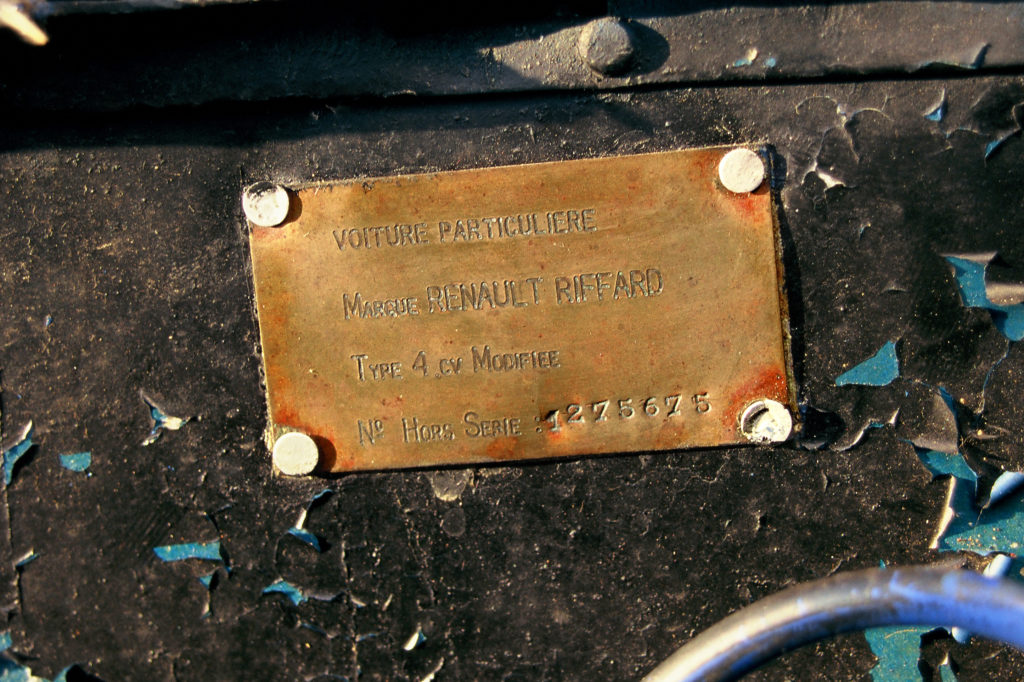 VOITURE PARTICULIERE
MARQUE RENAULT RIFFARD
TYPE 4 CV MODIFIEE
Nº HORS SERIE : 1275675